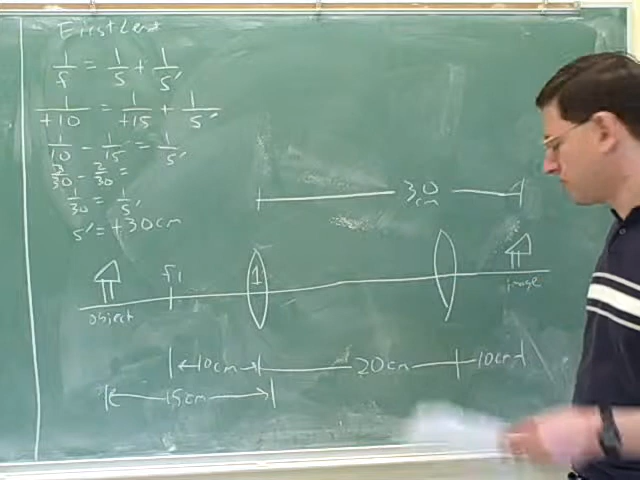 First Lens
1/f = 1/s + 1/s'
1/+10 = 1/+15 + 1/s'
1/10 - 1/15 = 1/s'
3/30 - 2/30 =
1/30 = 1/s'
s' = +30cm
30 cm
f1
1
object
image
10cm
20cm
10cm
15cm